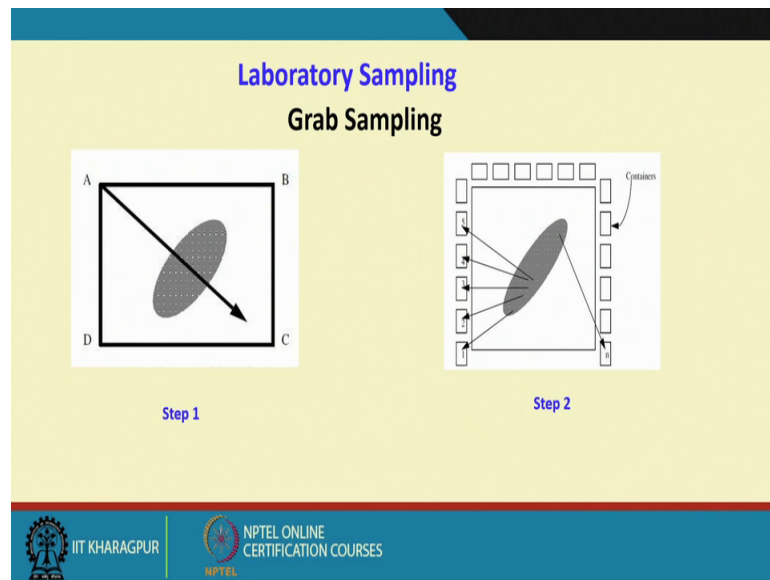 Laboratory Sampling
Grab Sampling
A
B
D
C
Step 1
Containers
5
4
3
2
1
n
Step 2
IIT KHARAGPUR
NPTEL
NPTEL ONLINE
CERTIFICATION COURSES